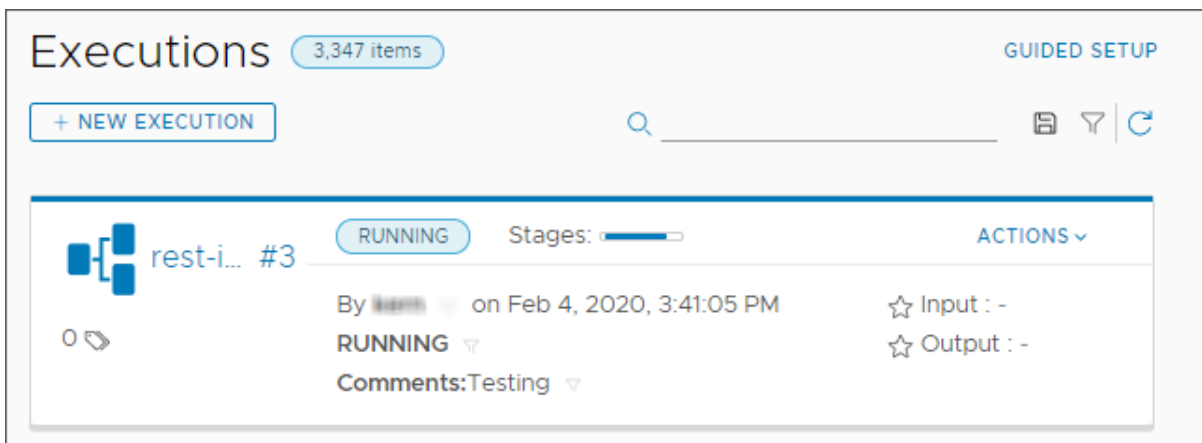 Executions 3,347 items GUIDED SETUP
+ NEW EXECUTION
rest-i... #3 RUNNING Stages: ACTIONS
By on Feb 4, 2020, 3:41:05 PM Input : -
0 RUNNING Output : -
Comments:Testing